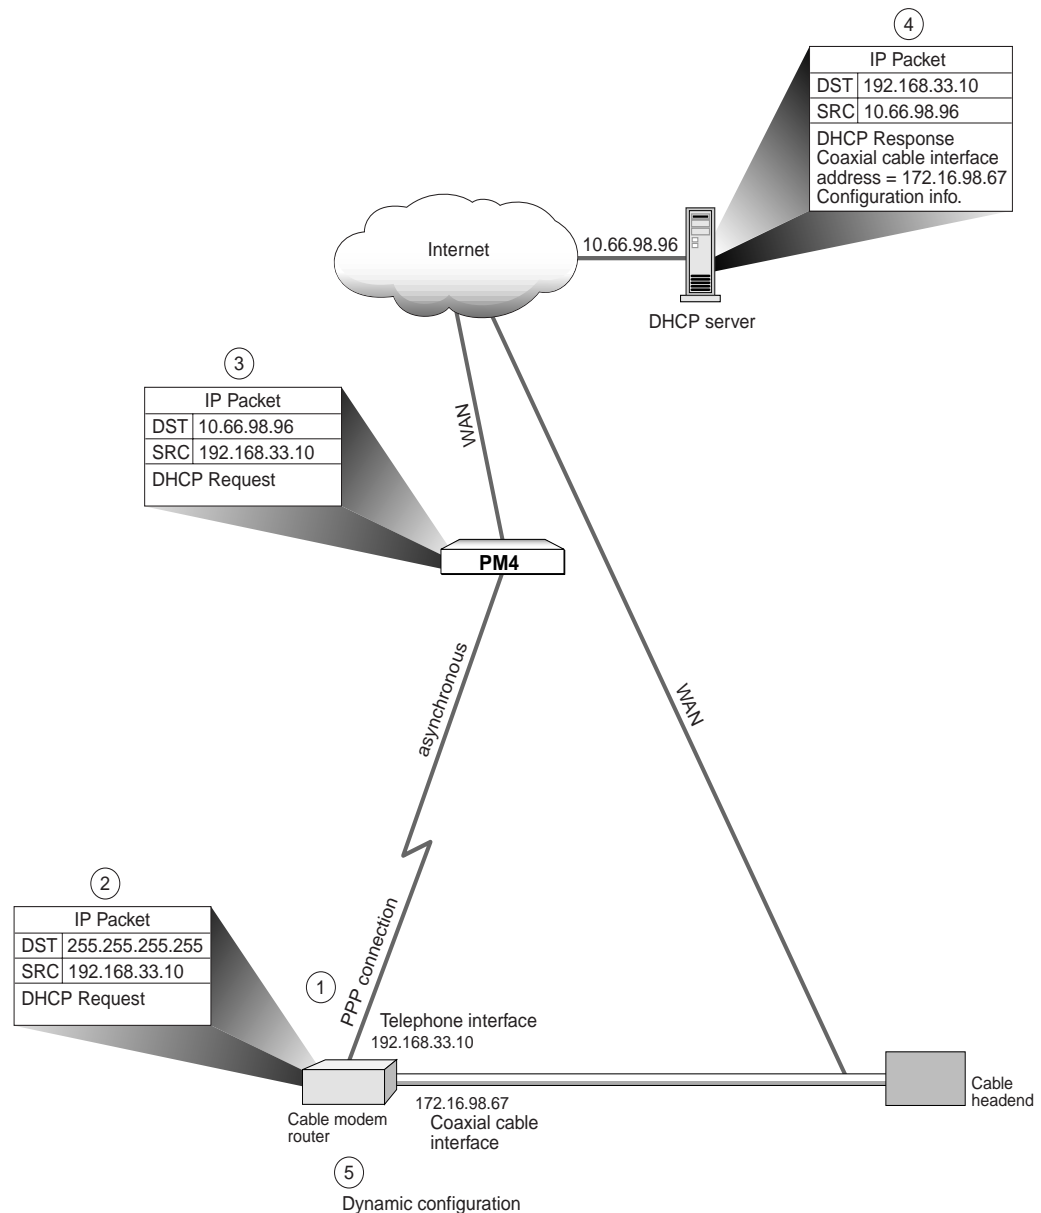 4
IP Packet
DST 192.168.33.10
SRC 10.66.98.96
DHCP Response
Coaxial cable interface
address = 172.16.98.67
Configuration info.
Internet
10.66.98.96
DHCP server
3
IP Packet
DST 10.66.98.96
SRC 192.168.33.10
DHCP Request
WAN
PM4
asynchronous
WAN
2
IP Packet
DST 255.255.255.255
SRC 192.168.33.10
DHCP Request
1
PPP connection
Telephone interface
192.168.33.10
Cable modem
router
172.16.98.67
Coaxial cable
interface
Cable
headend
5
Dynamic configuration